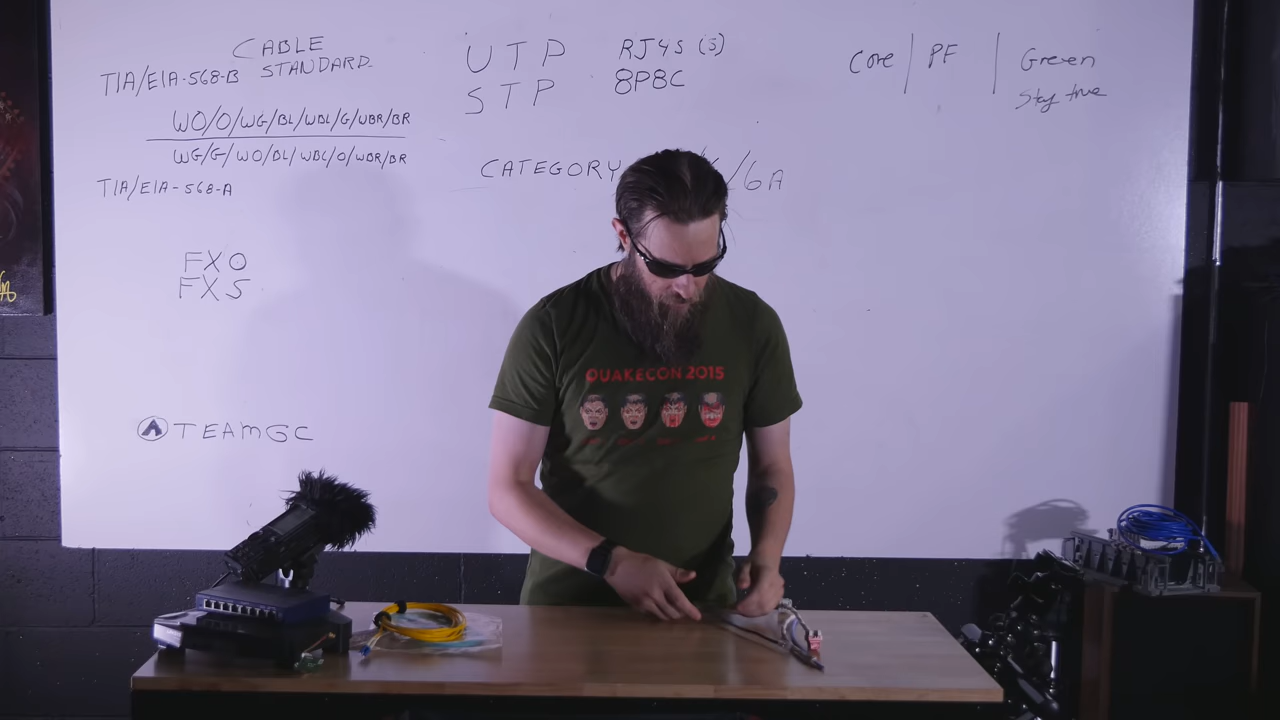 CABLE
STANDARD
TIA/EIA-568-B
WO/O/WG/BL/WBL/G/WBR/BR
WG/G/WO/BL/WBL/O/WBR/BR
TIA/EIA-568-A
FXO
FXS
TEAMGC
UTP
STP
RJ45 (S)
8P8C
CATEGORY /6A
Core | PF | Green
Stay true
QUAKECON 2015